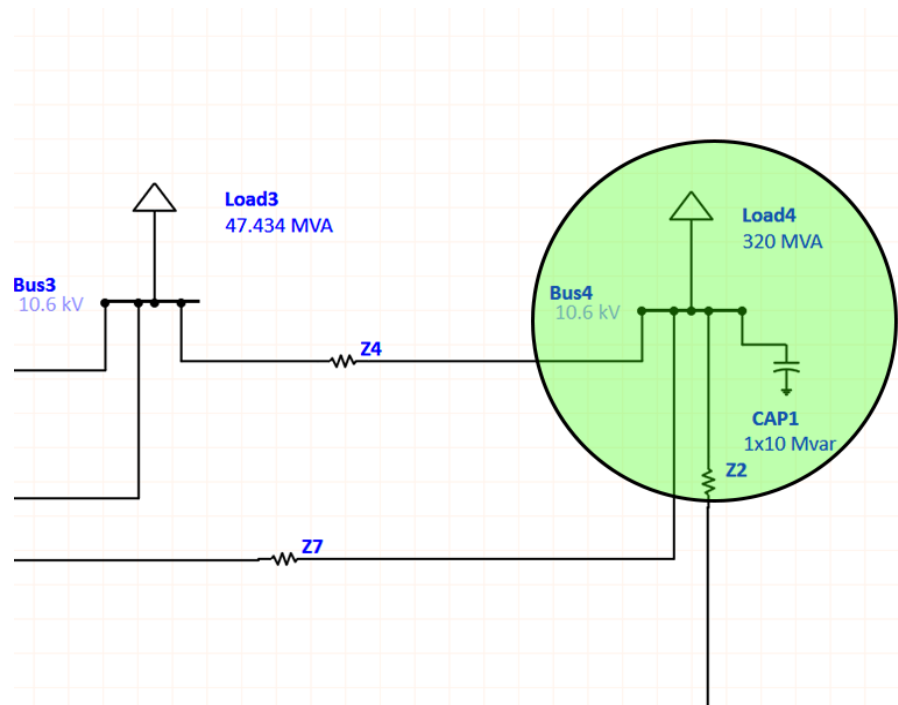 Load3
47.434 MVA
Bus3
10.6 kV
Z4
Load4
320 MVA
Bus4
10.6 kV
CAP1
1x10 Mvar
Z2
Z7